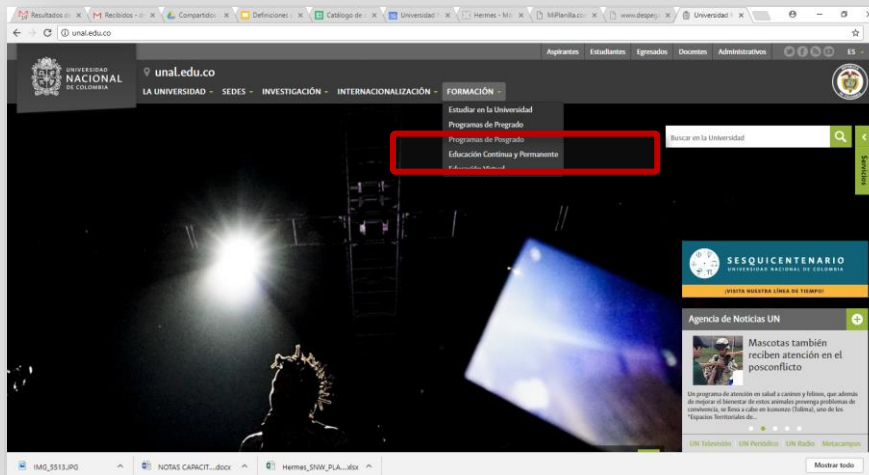 Resultados d
Recibidos - d
Compartidos
Definiciones
Catálogo de
Universidad
Hermes - Mó
MiPlanilla.co
www.despeg
Universidad
unal.edu.co
Aspirantes Estudiantes Egresados Docentes Administrativos ES
UNIVERSIDAD
NACIONAL
DE COLOMBIA
unal.edu.co
LA UNIVERSIDAD SEDES INVESTIGACIÓN INTERNACIONALIZACIÓN FORMACIÓN
Estudiar en la Universidad
Programas de Pregrado
Programas de Posgrado
Educación Continua y Permanente
Educación Virtual
Buscar en la Universidad
Servicios
SESQUICENTENARIO
UNIVERSIDAD NACIONAL DE COLOMBIA
¡VISITA NUESTRA LÍNEA DE TIEMPO!
Agencia de Noticias UN
Mascotas también
reciben atención en el
posconflicto
Un programa de atención en salud a caninos y felinos, que además
de mejorar el bienestar de estos animales prevenga problemas de
convivencia, se lleva a cabo en Icononzo (Tolima), uno de los
"Espacios Territoriales de...
UN Televisión UN Periódico UN Radio Metacampus
IMG_5513.JPG
NOTAS CAPACIT....docx
Hermes_SNW_PLA....xlsx
Mostrar todo